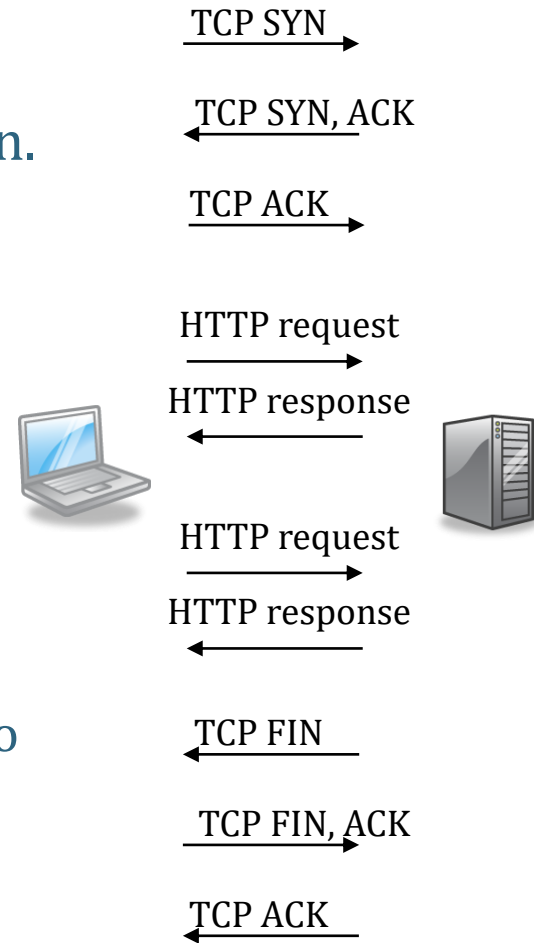 TCP SYN
TCP SYN, ACK
n.
TCP ACK
HTTP request
HTTP response
HTTP request
HTTP response
o
TCP FIN
TCP FIN, ACK
TCP ACK